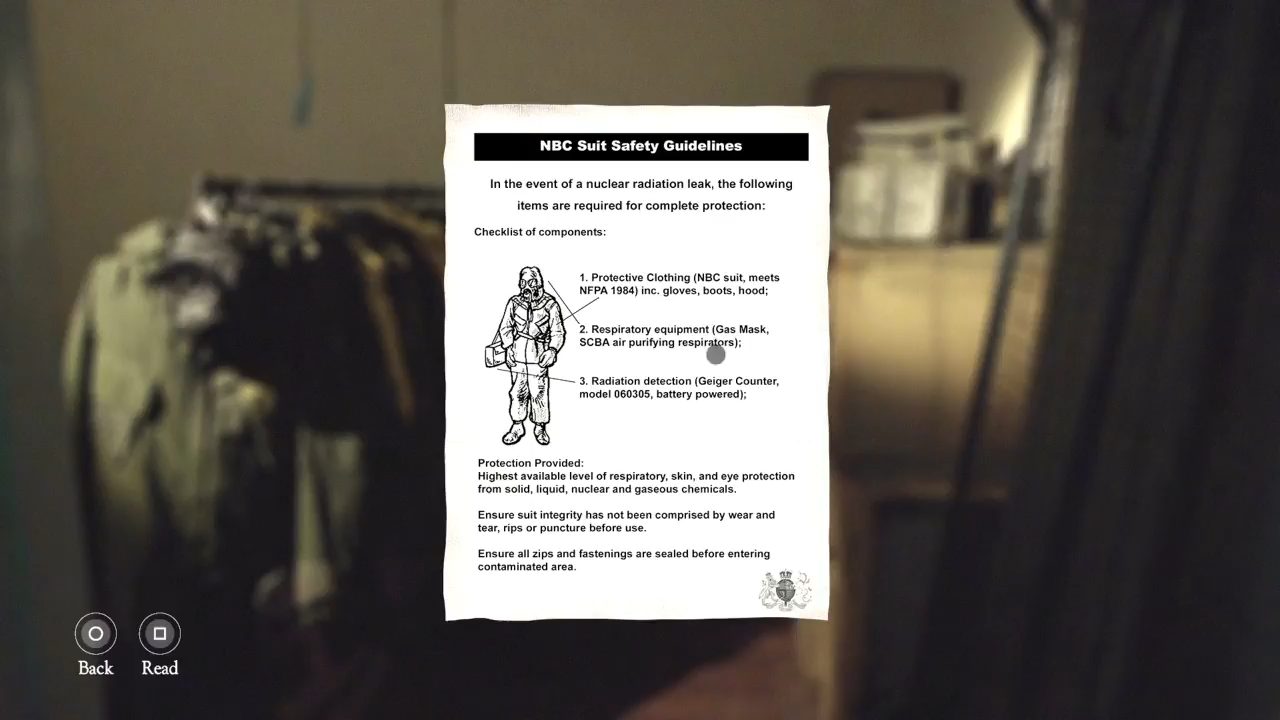 NBC Suit Safety Guidelines
In the event of a nuclear radiation leak, the following
items are required for complete protection:
Checklist of components:
1. Protective Clothing (NBC suit, meets
NFPA 1984) inc. gloves, boots, hood;
2. Respiratory equipment (Gas Mask,
SCBA air purifying respirators);
3. Radiation detection (Geiger Counter,
model 060305, battery powered);
Protection Provided:
Highest available level of respiratory, skin, and eye protection
from solid, liquid, nuclear and gaseous chemicals.
Ensure suit integrity has not been comprised by wear and
tear, rips or puncture before use.
Ensure all zips and fastenings are sealed before entering
contaminated area.
Back
Read